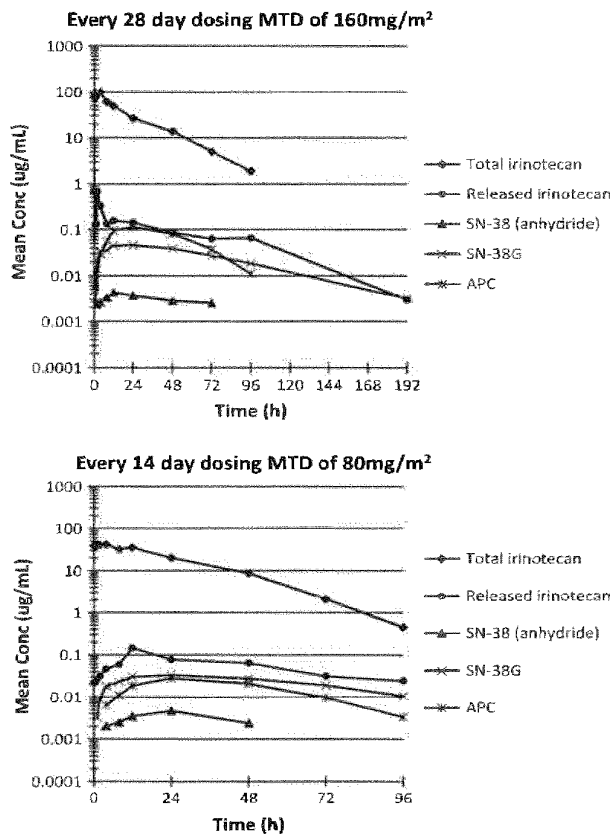 Every 28 day dosing MTD of 160mg/m²
Mean Conc (ug/mL)
1000
100
10
1
0.1
0.01
0.001
0.0001
0 24 48 72 96 120 144 168 192
Time (h)
Total irinotecan
Released irinotecan
SN-38 (anhydride)
SN-38G
APC
Every 14 day dosing MTD of 80mg/m²
Mean Conc (ug/mL)
1000
100
10
1
0.1
0.01
0.001
0.0001
0 24 48 72 96
Time (h)
Total irinotecan
Released irinotecan
SN-38 (anhydride)
SN-38G
APC